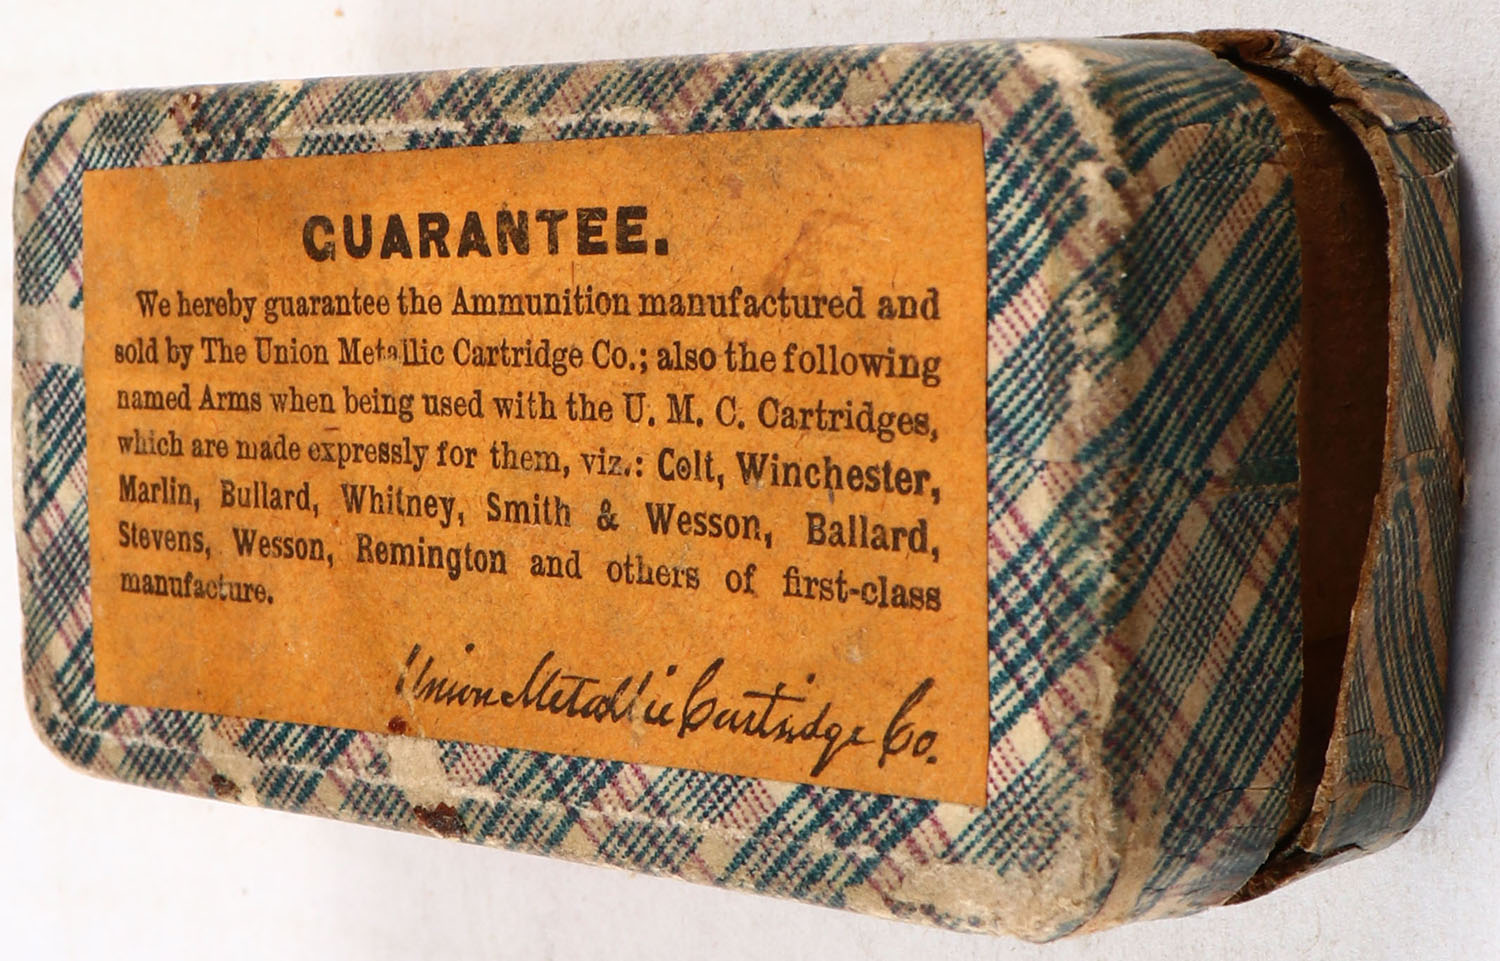 GUARANTEE.
We hereby guarantee the Ammunition manufactured and
sold by The Union Metallic Cartridge Co.; also the following
named Arms when being used with the U. M. C. Cartridges,
which are made expressly for them, viz.: Colt, Winchester,
Marlin, Bullard, Whitney, Smith & Wesson, Ballard,
Stevens, Wesson, Remington and others of first-class
manufacture.
Union Metallic Cartridge Co.